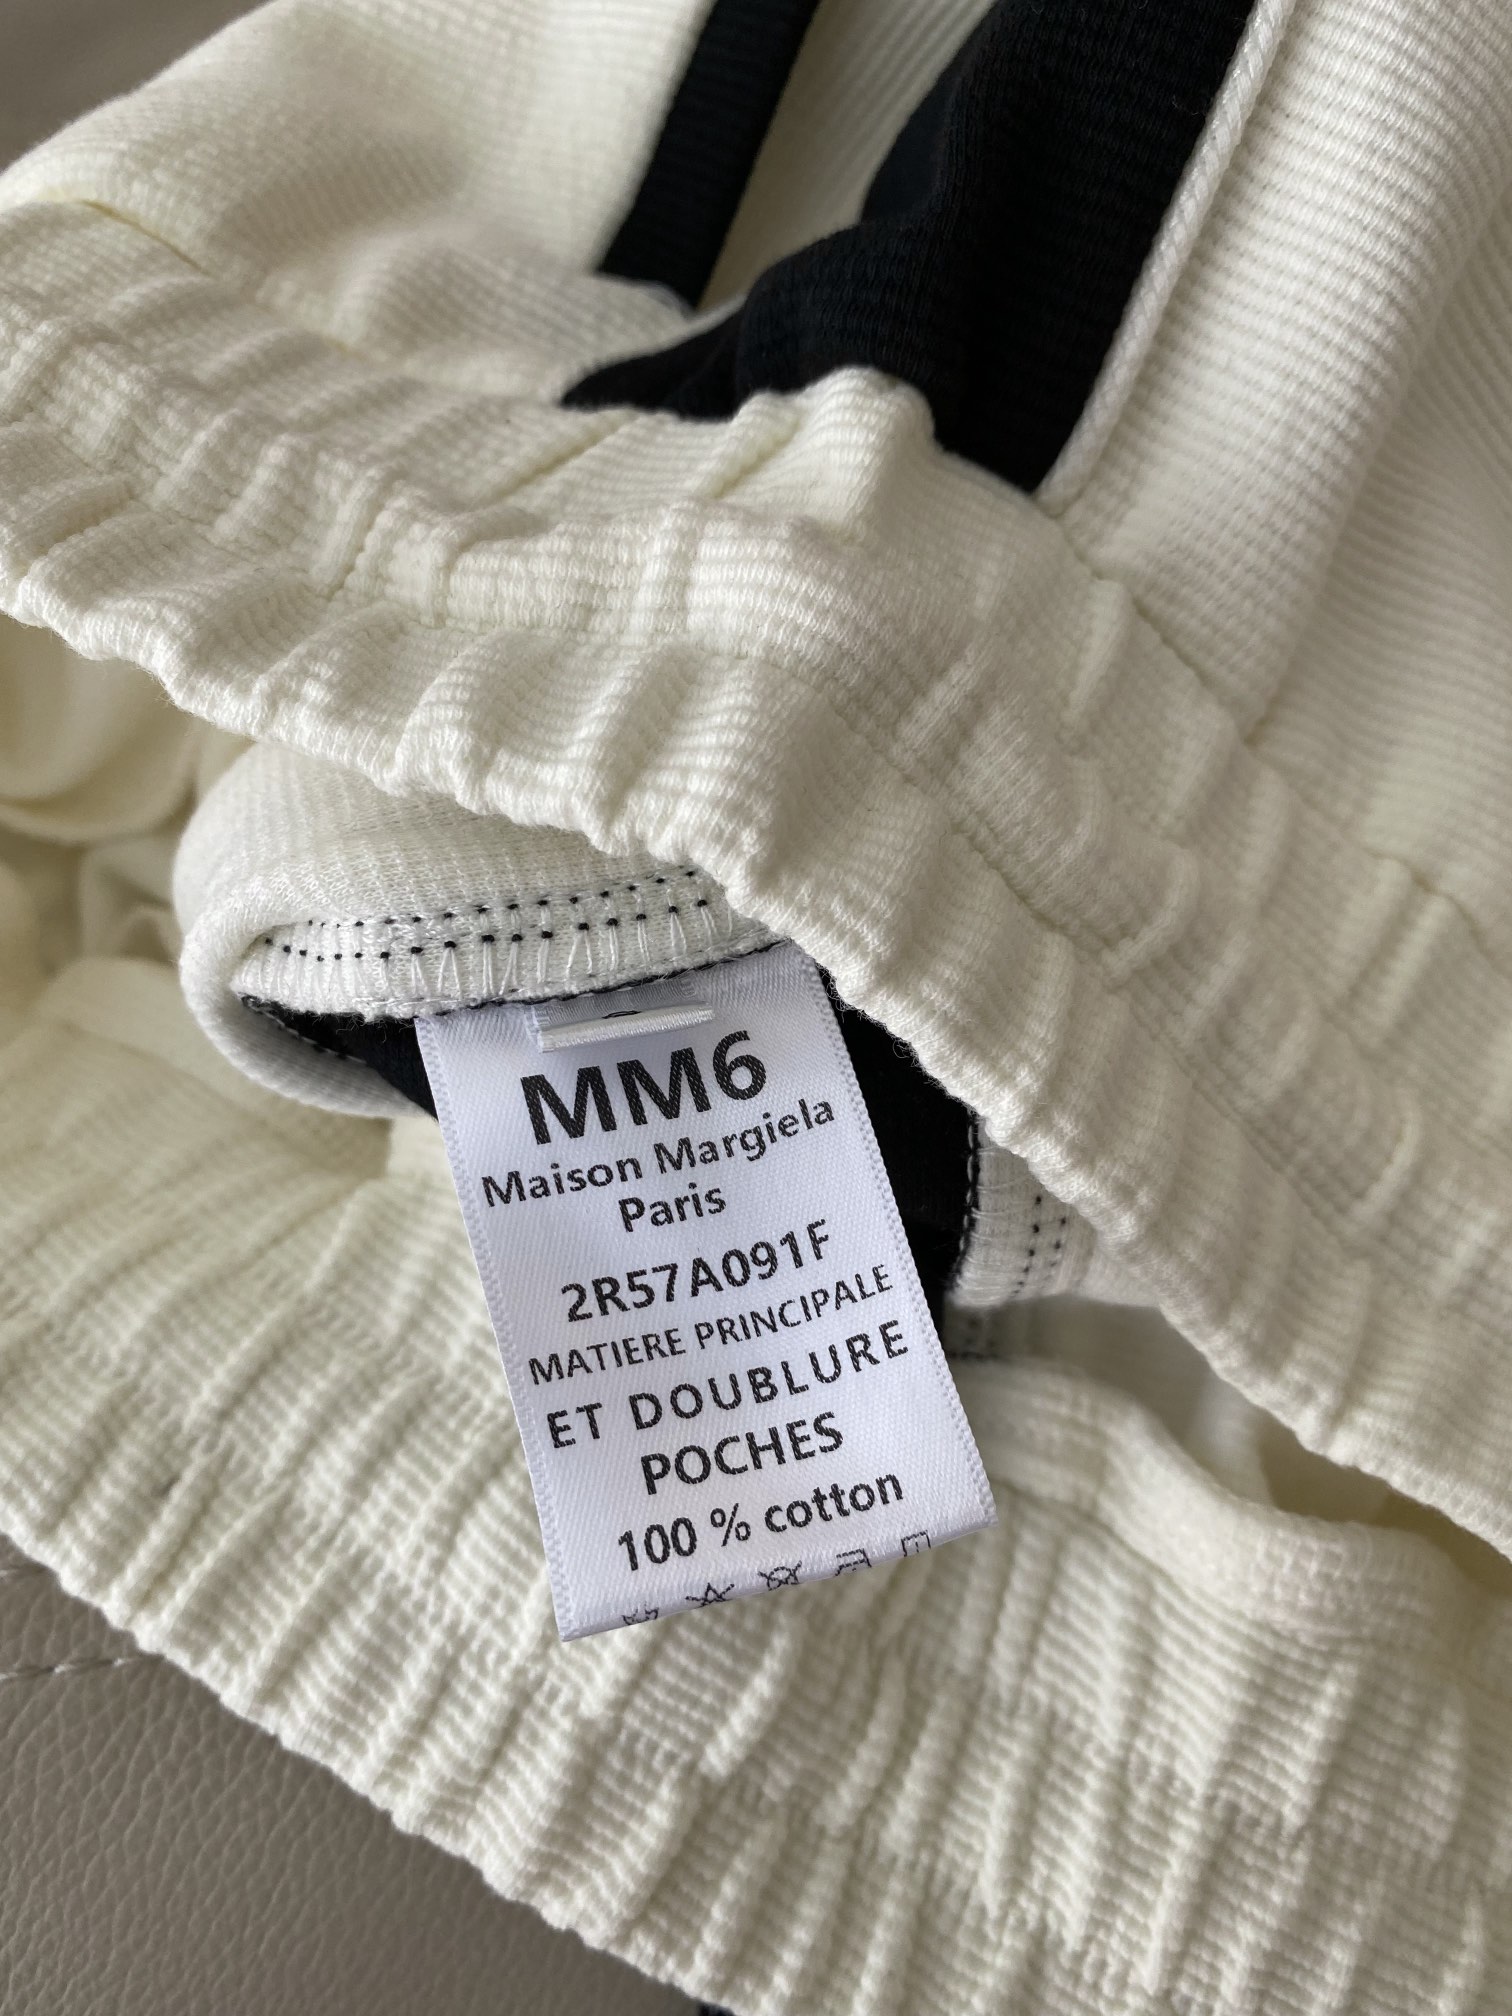 MM6
Maison Margiela
Paris
2R57A091F
MATIERE PRINCIPALE
ET DOUBLURE
POCHES
100 % cotton